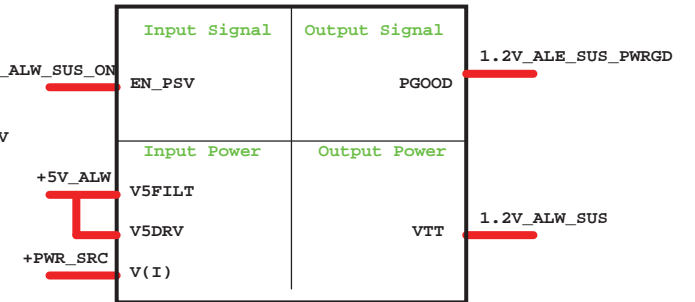 Input Signal Output Signal
1.2V_ALE_SUS_PWRGD
_ALW_SUS_ON
EN_PSV PGOOD
V
Input Power Output Power
+5V_ALW
V5FILT
1.2V_ALW_SUS
V5DRV VTT
+PWR_SRC
V(I)